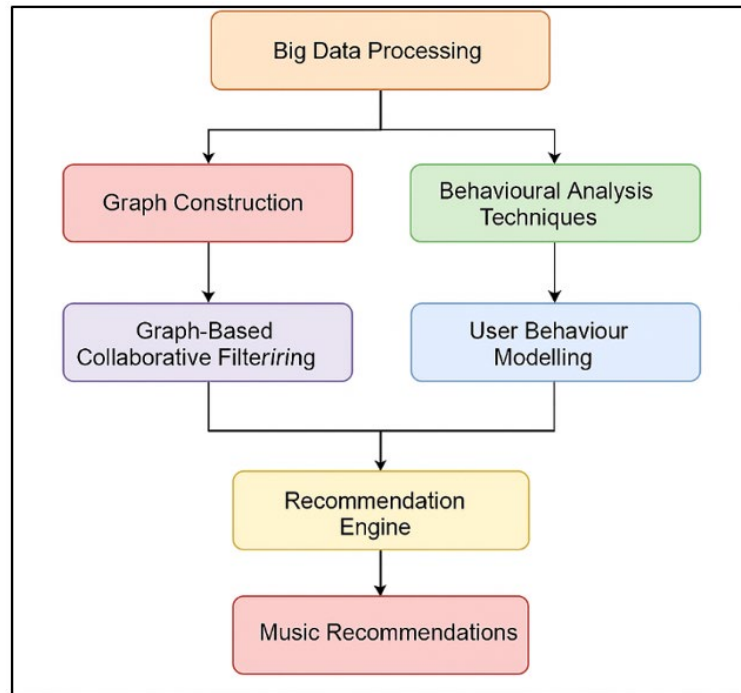 Big Data Processing
Graph Construction
Behavioural Analysis
Techniques
Graph-Based
Collaborative Filteriring
User Behaviour
Modelling
Recommendation
Engine
Music Recommendations